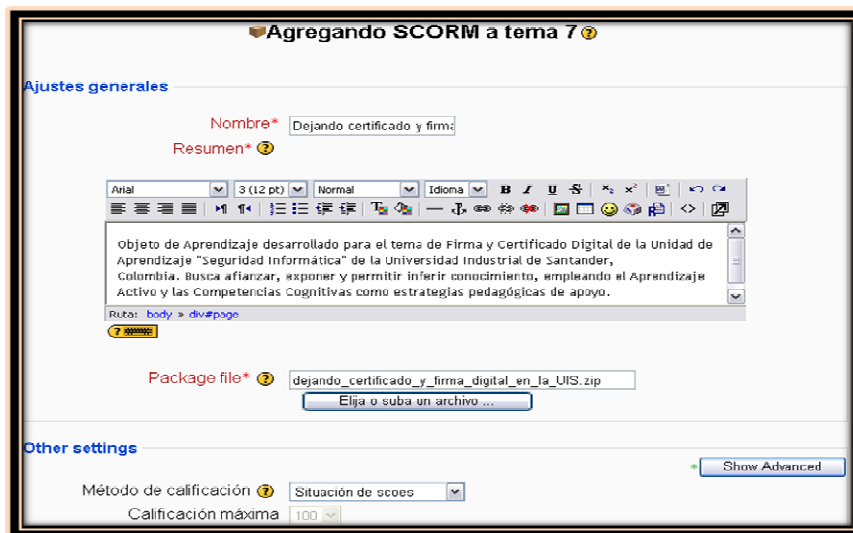 Agregando SCORM a tema 7
Ajustes generales
Nombre* Dejando certificado y firma
Resumen*
Arial 3 (12 pt) Normal Idioma B I U S x₂ x²
Objeto de Aprendizaje desarrollado para el tema de Firma y Certificado Digital de la Unidad de
Aprendizaje "Seguridad Informática" de la Universidad Industrial de Santander,
Colombia. Busca afianzar, exponer y permitir inferir conocimiento, empleando el Aprendizaje
Activo y las Competencias Cognitivas como estrategias pedagógicas de apoyo.
Ruta: body » div#page
Package file* dejando_certificado_y_firma_digital_en_la_UIS.zip
Elija o suba un archivo ...
Other settings
* Show Advanced
Método de calificación Situación de scoes
Calificación máxima 100